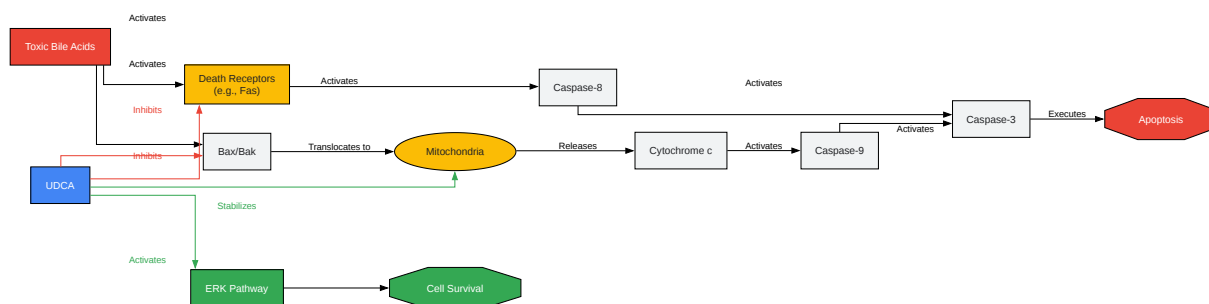 Activates
Toxic Bile Acids
Activates
Death Receptors
(e.g., Fas)
Activates
Caspase-8
Activates
Inhibits
Caspase-3
Executes
Apoptosis
Activates
Bax/Bak
Translocates to
Mitochondria
Releases
Cytochrome c
Activates
Caspase-9
Inhibits
UDCA
Stabilizes
Activates
ERK Pathway
Cell Survival